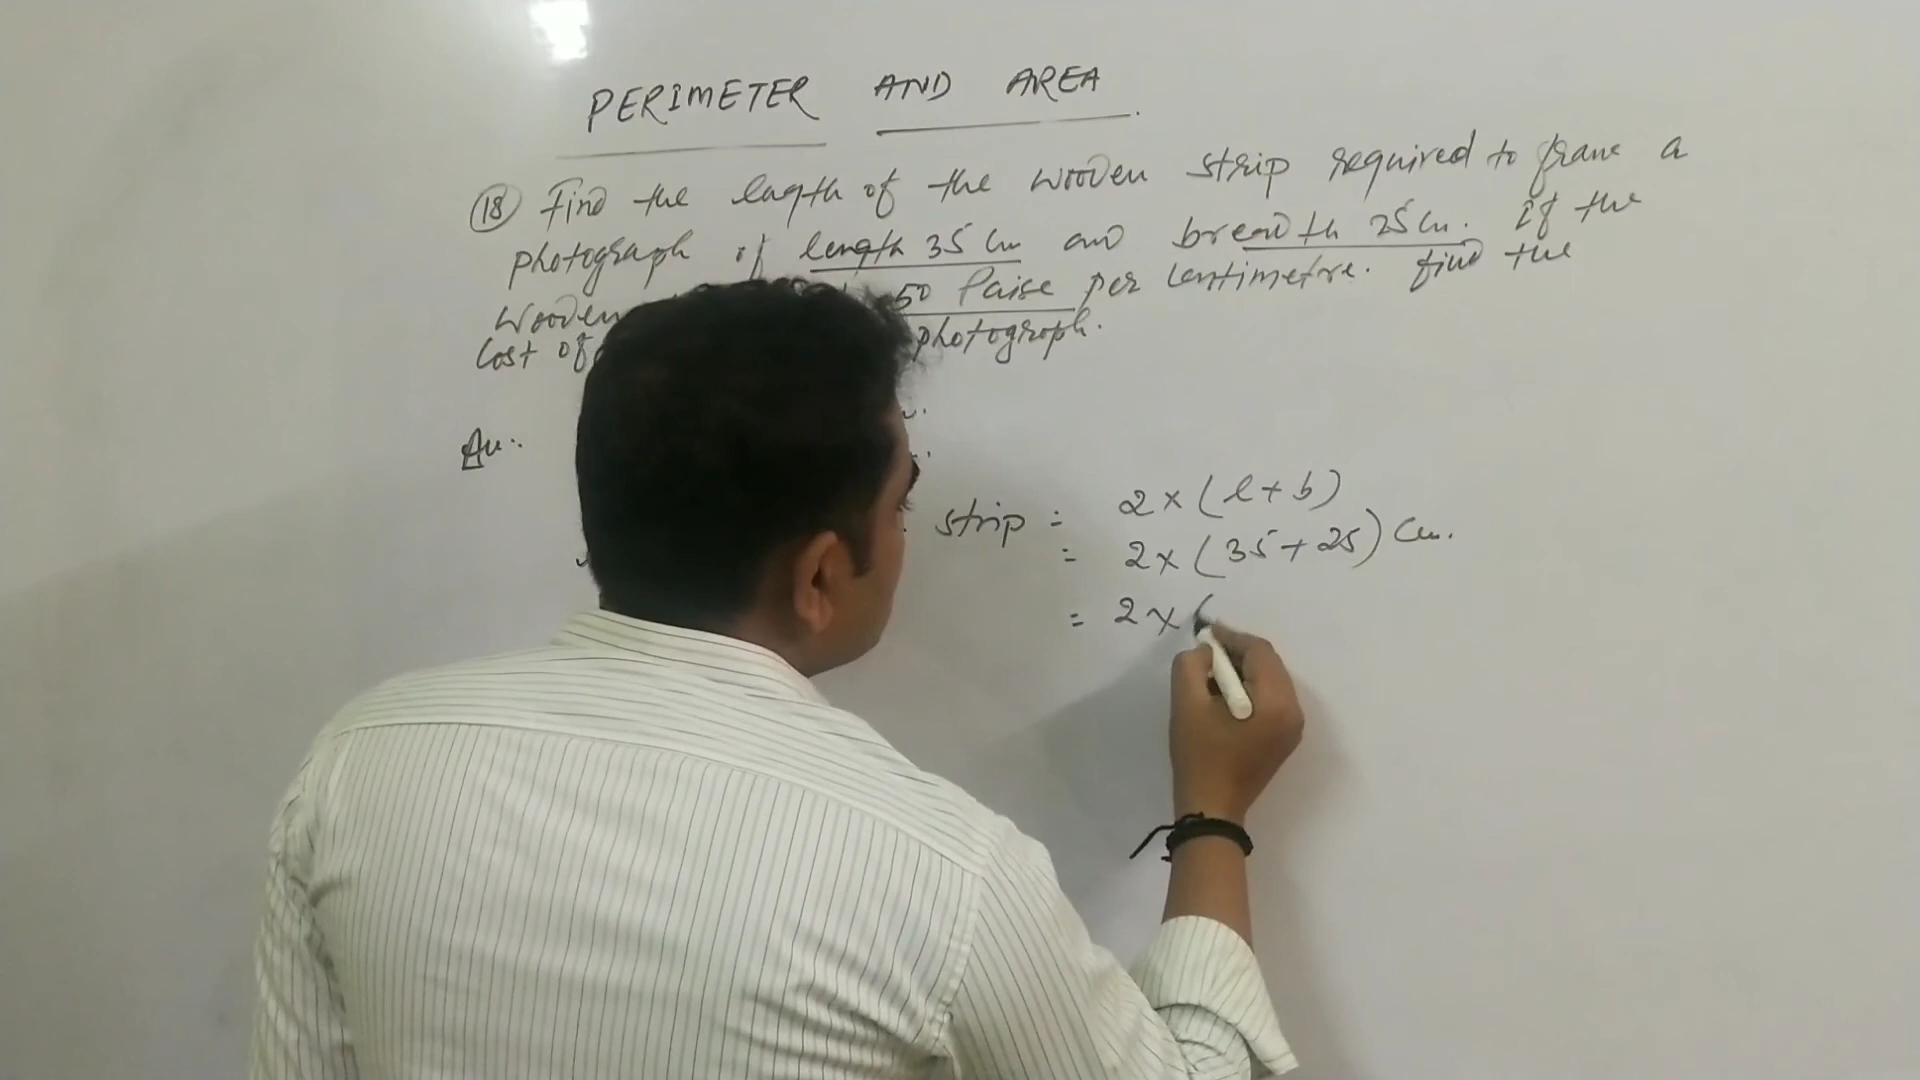 PERIMETER AND AREA
18 Find the length of the wooden strip required to frame a
photograph of length 35 cm and breadth 25 cm. If the
wooden 50 Paise per centimetre. find the
Cost of photograph.
strip = 2 × (l + b)
= 2 × (35 + 25) cm.
= 2 × (